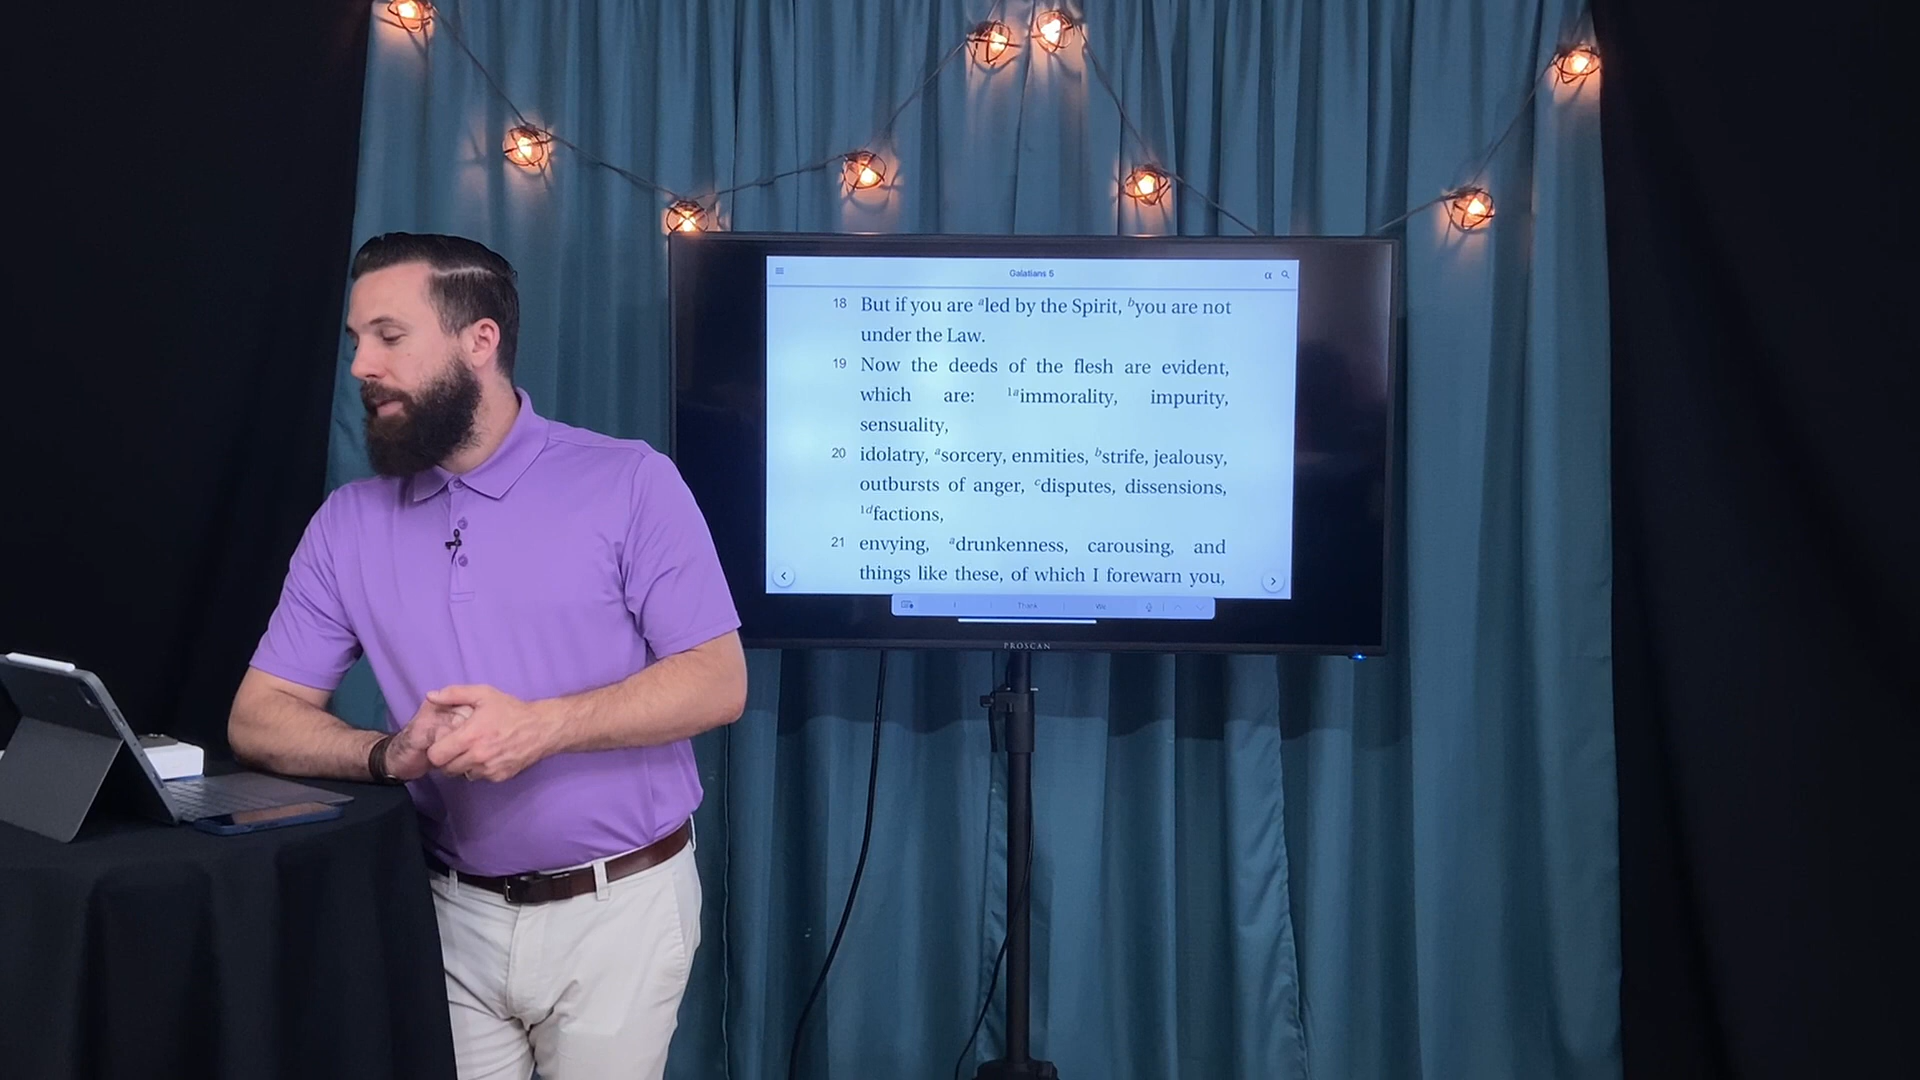 Galatians 5
α
18 But if you are ᵃled by the Spirit, ᵇyou are not
under the Law.
19 Now the deeds of the flesh are evident,
which are: ¹ᵃimmorality, impurity,
sensuality,
20 idolatry, ᵃsorcery, enmities, ᵇstrife, jealousy,
outbursts of anger, ᶜdisputes, dissensions,
¹ᵈfactions,
21 envying, ᵃdrunkenness, carousing, and
things like these, of which I forewarn you,
I Thank We
PROSCAN